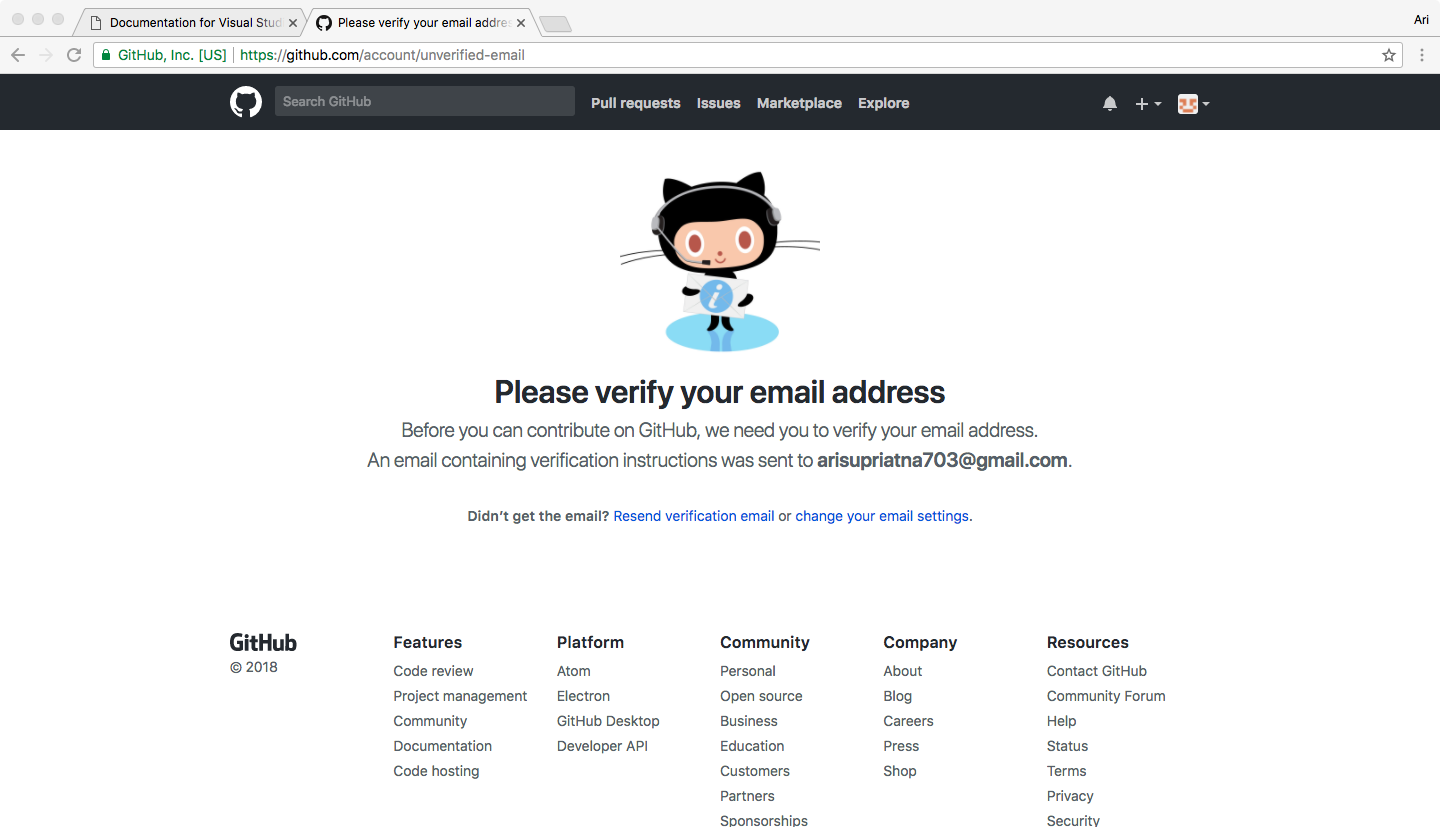 Documentation for Visual Stud
Please verify your email addres
Ari
GitHub, Inc. [US]
https://github.com/account/unverified-email
Search GitHub
Pull requests
Issues
Marketplace
Explore
i
Please verify your email address
Before you can contribute on GitHub, we need you to verify your email address.
An email containing verification instructions was sent to arisupriatna703@gmail.com.
Didn’t get the email? Resend verification email or change your email settings.
GitHub
© 2018
Features
Code review
Project management
Community
Documentation
Code hosting
Platform
Atom
Electron
GitHub Desktop
Developer API
Community
Personal
Open source
Business
Education
Customers
Partners
Sponsorships
Company
About
Blog
Careers
Press
Shop
Resources
Contact GitHub
Community Forum
Help
Status
Terms
Privacy
Security